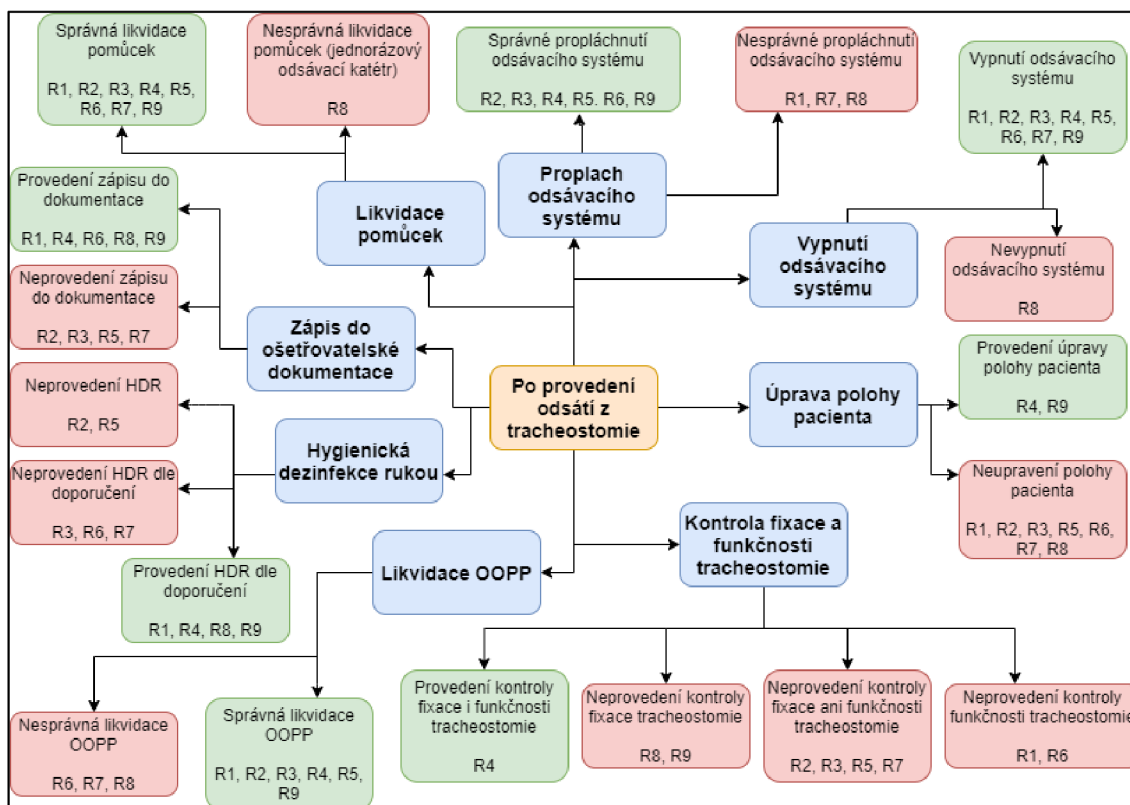 Správná likvidace
pomůcek
R1, R2, R3, R4, R5,
R6, R7, R9
Nesprávná likvidace
pomůcek (jednorázový
odsávací katétr)
R8
Správné propláchnutí
odsávacího systému
R2, R3, R4, R5. R6, R9
Nesprávné propláchnutí
odsávacího systému
R1, R7, R8
Vypnutí odsávacího
systému
R1, R2, R3, R4, R5,
R6, R7, R9
Provedení zápisu do
dokumentace
R1, R4, R6, R8, R9
Likvidace
pomůcek
Proplach
odsávacího
systému
Vypnutí
odsávacího
systému
Nevypnutí
odsávacího systému
R8
Neprovedení zápisu
do dokumentace
R2, R3, R5, R7
Zápis do
ošetřovatelské
dokumentace
Po provedení
odsátí z
tracheostomie
Úprava polohy
pacienta
Provedení úpravy
polohy pacienta
R4, R9
Neprovedení HDR
R2, R5
Hygienická
dezinfekce rukou
Neprovedení HDR dle
doporučení
R3, R6, R7
Neupravení polohy
pacienta
R1, R2, R3, R5, R6,
R7, R8
Provedení HDR dle
doporučení
R1, R4, R8, R9
Likvidace OOPP
Kontrola fixace a
funkčnosti
tracheostomie
Nesprávná likvidace
OOPP
R6, R7, R8
Správná likvidace
OOPP
R1, R2, R3, R4, R5,
R9
Provedení kontroly
fixace i funkčnosti
tracheostomie
R4
Neprovedení kontroly
fixace tracheostomie
R8, R9
Neprovedení kontroly
fixace ani funkčnosti
tracheostomie
R2, R3, R5, R7
Neprovedení kontroly
funkčnosti tracheostomie
R1, R6